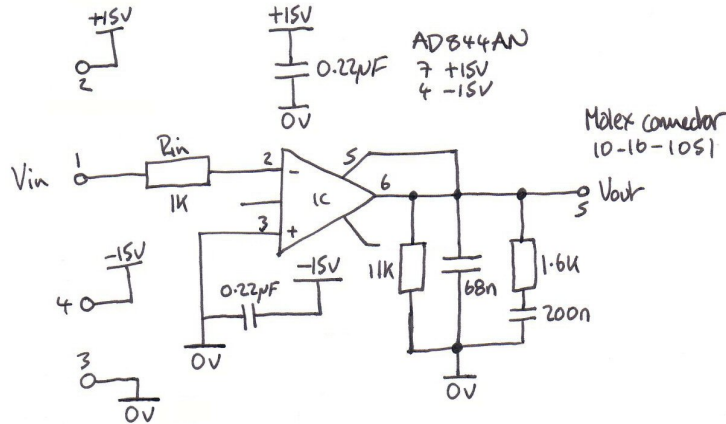 +15V
2
+15V
0.22µF
0V
AD844AN
7 +15V
4 -15V
Molex connector
10-16-1051
Vin
1
Rin
1K
2
-
3
+
IC
5
6
Vout
5
-15V
4
0.22µF
-15V
0V
11K
68n
1.6K
200n
0V
3
0V